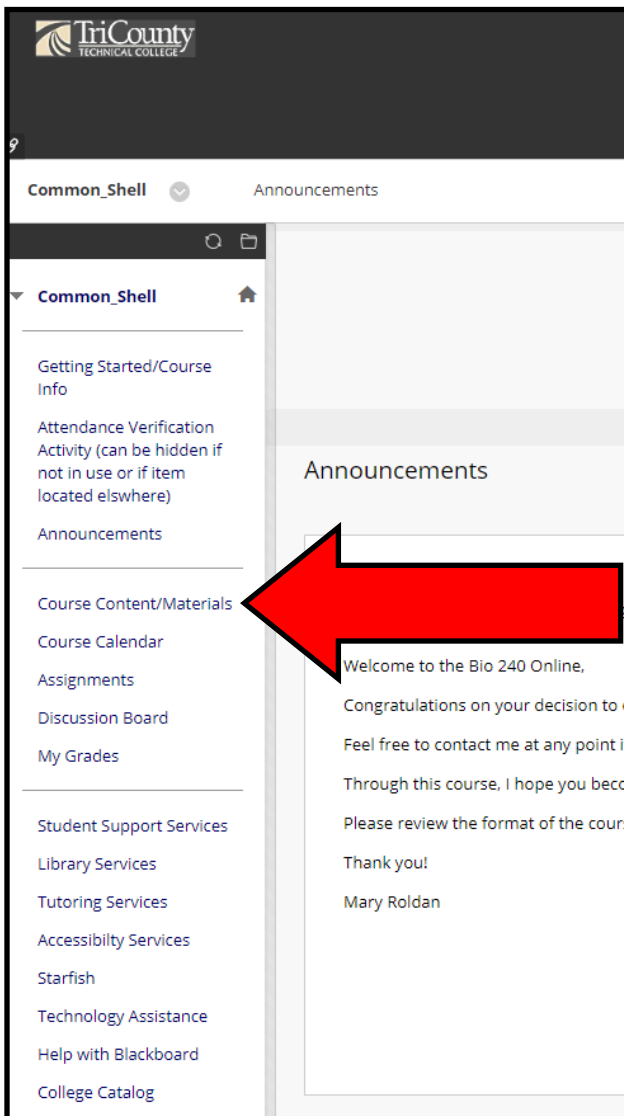 TriCounty
TECHNICAL COLLEGE
Common_Shell
Announcements
Common_Shell
Getting Started/Course
Info
Attendance Verification
Activity (can be hidden if
not in use or if item
located elswhere)
Announcements
Course Content/Materials
Course Calendar
Assignments
Discussion Board
My Grades
Student Support Services
Library Services
Tutoring Services
Accessibilty Services
Starfish
Technology Assistance
Help with Blackboard
College Catalog
Announcements
Welcome to the Bio 240 Online,
Congratulations on your decision to
Feel free to contact me at any point
Through this course, I hope you
Please review the format of the
Thank you!
Mary Roldan